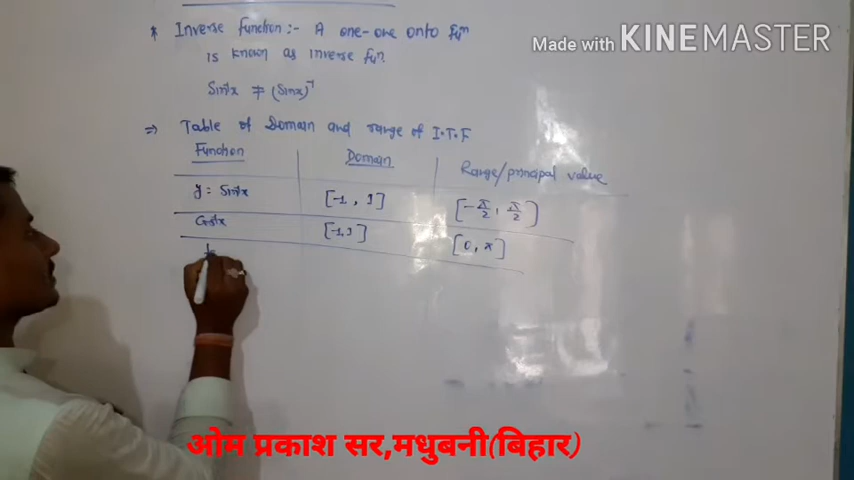 * Inverse function :- A one-one onto fuⁿ
Made with KINEMASTER
is known as inverse fuⁿ
Sin⁻¹x ≠ (Sinx)⁻¹
⇒ Table of Domain and range of I.T.F
Function Domain Range/principal value
y = Sin⁻¹x [-1, 1] [-π/2, π/2]
Cos⁻¹x [-1,1] [0, π]
ओम प्रकाश सर,मधुबनी(बिहार)